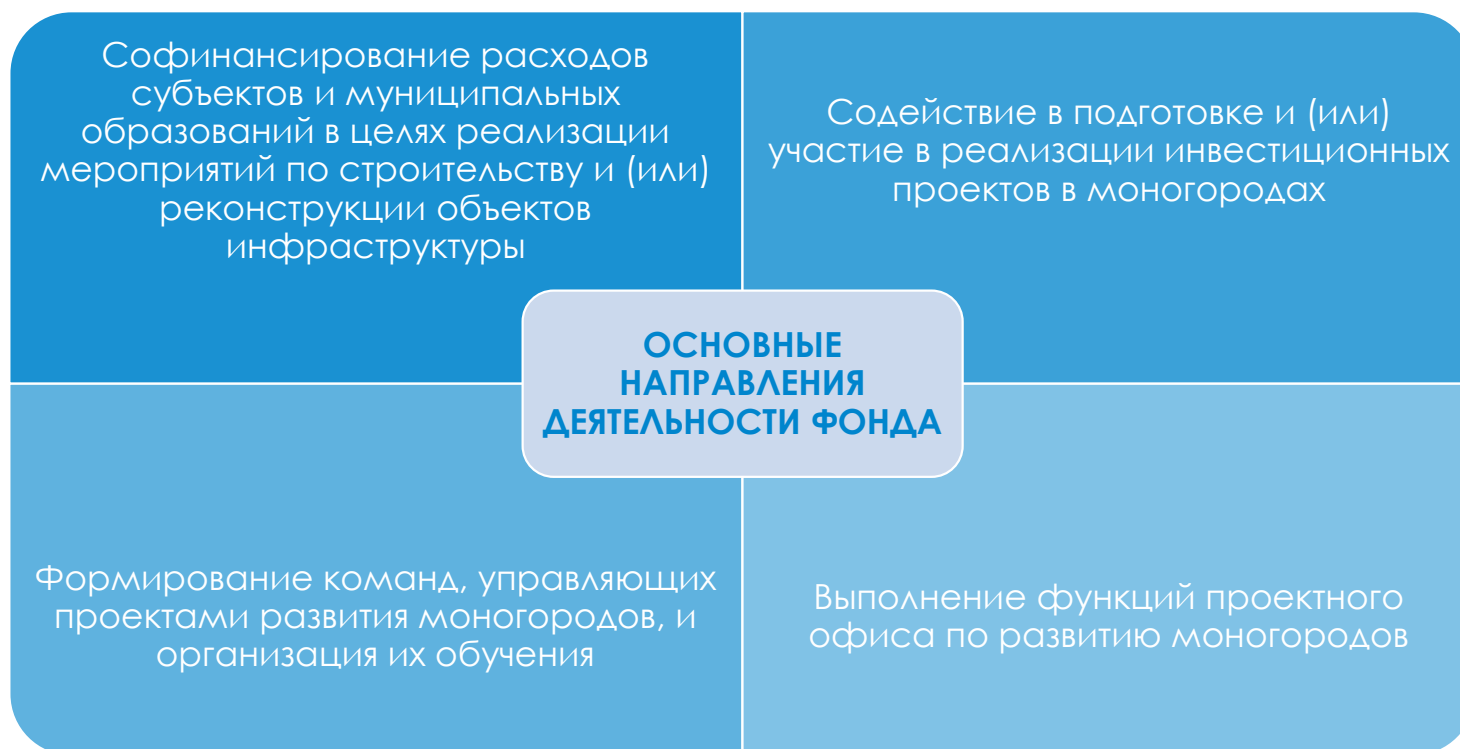 Софинансирование расходов
субъектов и муниципальных
образований в целях реализации
мероприятий по строительству и (или)
реконструкции объектов
инфраструктуры
Содействие в подготовке и (или)
участие в реализации инвестиционных
проектов в моногородах
ОСНОВНЫЕ
НАПРАВЛЕНИЯ
ДЕЯТЕЛЬНОСТИ ФОНДА
Формирование команд, управляющих
проектами развития моногородов, и
организация их обучения
Выполнение функций проектного
офиса по развитию моногородов